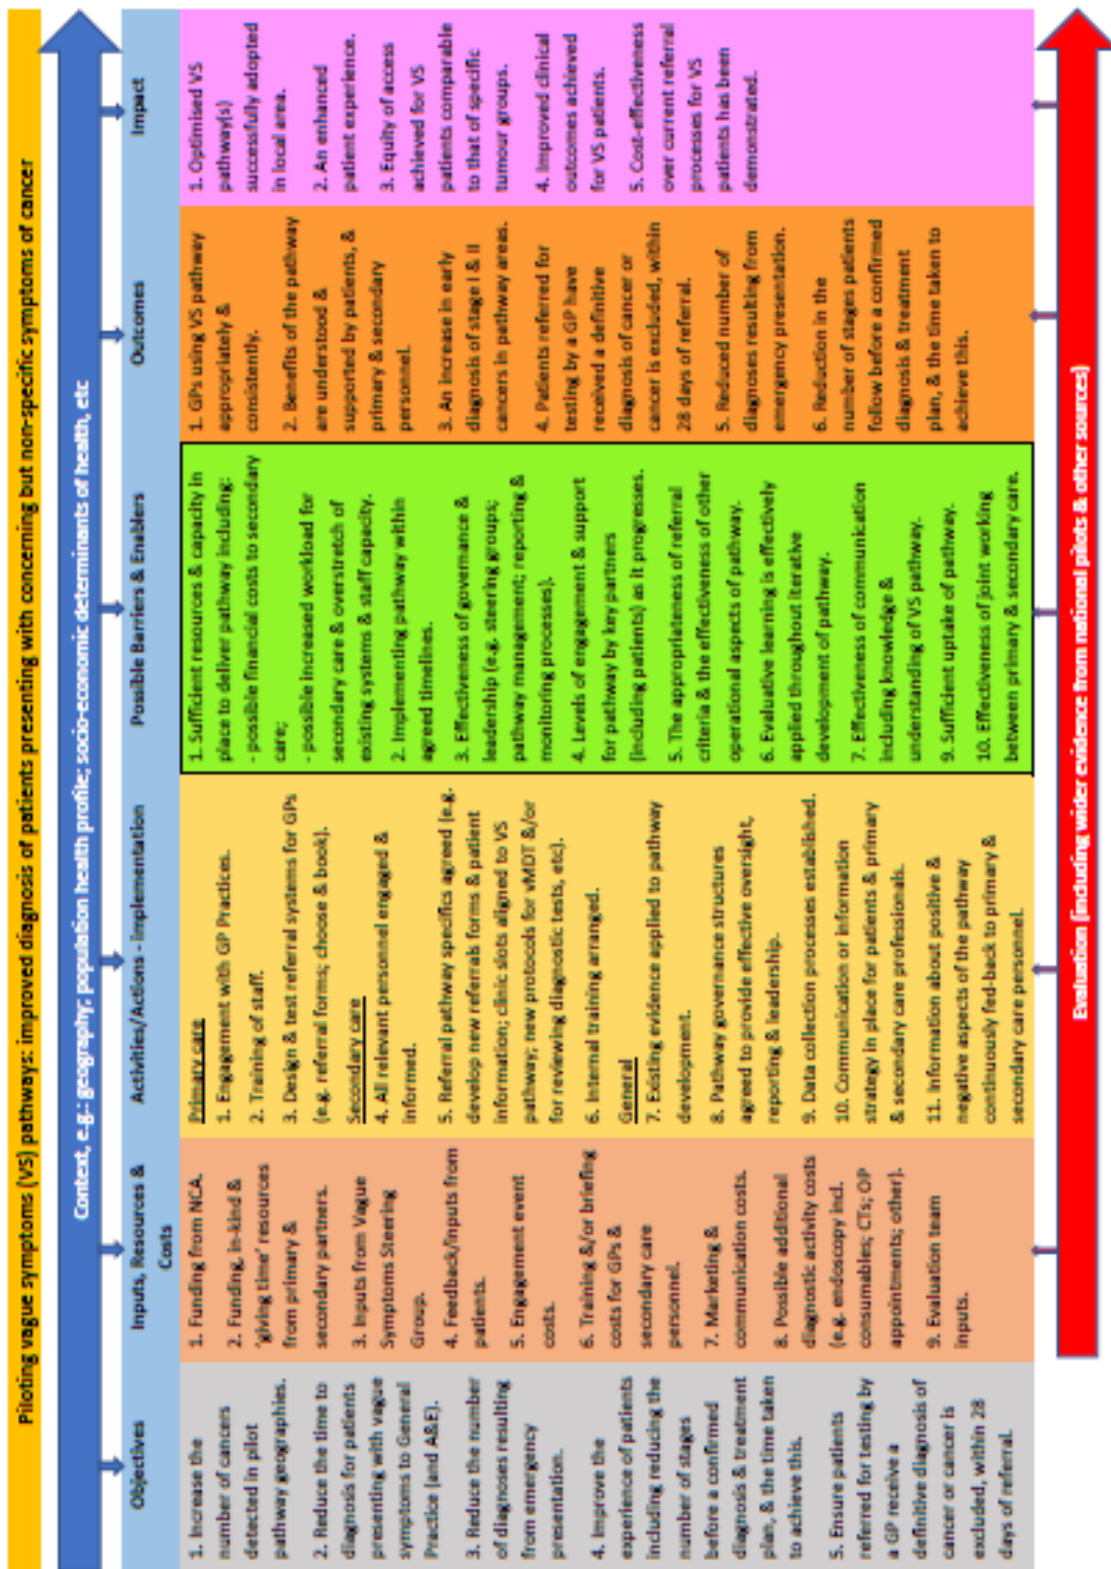 Piloting vague symptoms (VS) pathways: improved diagnosis of patients presenting with concerning but non-specific symptoms of cancer
Context, e.g.: geography; population health profile; socio-economic determinants of health, etc
Objectives
1. Increase the
number of cancers
detected in pilot
pathway geographies.
2. Reduce the time to
diagnosis for patients
presenting with vague
symptoms to General
Practice (and A&E).
3. Reduce the number
of diagnoses resulting
from emergency
presentation.
4. Improve the
experience of patients
including reducing the
number of stages
before a confirmed
diagnosis & treatment
plan, & the time taken
to achieve this.
5. Ensure patients
referred for testing by
a GP receive a
definitive diagnosis of
cancer or cancer is
excluded, within 28
days of referral.
Inputs, Resources &
Costs
1. Funding from NCA.
2. Funding, in-kind &
'giving time' resources
from primary &
secondary partners.
3. Inputs from Vague
Symptoms Steering
Group.
4. Feedback/inputs from
patients.
5. Engagement event
costs.
6. Training &/or briefing
costs for GPs &
secondary care
personnel.
7. Marketing &
communication costs.
8. Possible additional
diagnostic activity costs
(e.g. endoscopy incl.
consumables; CTs; OP
appointments; other).
9. Evaluation team
inputs.
Activities/Actions - implementation
Primary care
1. Engagement with GP Practices.
2. Training of staff.
3. Design & test referral systems for GPs
(e.g. referral forms; choose & book).
Secondary care
4. All relevant personnel engaged &
informed.
5. Referral pathway specifics agreed (e.g.
develop new referrals forms & patient
information; clinic slots aligned to VS
pathway; new protocols for vMDT &/or
for reviewing diagnostic tests, etc).
6. Internal training arranged.
General
7. Existing evidence applied to pathway
development.
8. Pathway governance structures
agreed to provide effective oversight,
reporting & leadership.
9. Data collection processes established.
10. Communication or information
strategy in place for patients & primary
& secondary care professionals.
11. Information about positive &
negative aspects of the pathway
continuously fed-back to primary &
secondary care personnel.
Possible Barriers & Enablers
1. Sufficient resources & capacity in
place to deliver pathway including:
- possible financial costs to secondary
care;
- possible increased workload for
secondary care & overstretch of
existing systems & staff capacity.
2. Implementing pathway within
agreed timelines.
3. Effectiveness of governance &
leadership (e.g. steering groups;
pathway management; reporting &
monitoring processes).
4. Levels of engagement & support
for pathway by key partners
(including patients) as it progresses.
5. The appropriateness of referral
criteria & the effectiveness of other
operational aspects of pathway.
6. Evaluative learning is effectively
applied throughout iterative
development of pathway.
7. Effectiveness of communication
including knowledge &
understanding of VS pathway.
9. Sufficient uptake of pathway.
10. Effectiveness of joint working
between primary & secondary care.
Outcomes
1. GPs using VS pathway
appropriately &
consistently.
2. Benefits of the pathway
are understood &
supported by patients, &
primary & secondary
personnel.
3. An increase in early
diagnosis of stage I & II
cancers in pathway areas.
4. Patients referred for
testing by a GP have
received a definitive
diagnosis of cancer or
cancer is excluded, within
28 days of referral.
5. Reduced number of
diagnoses resulting from
emergency presentation.
6. Reduction in the
number of stages patients
follow before a confirmed
diagnosis & treatment
plan, & the time taken to
achieve this.
Impact
1. Optimised VS
pathway(s)
successfully adopted
in local area.
2. An enhanced
patient experience.
3. Equity of access
achieved for VS
patients comparable
to that of specific
tumour groups.
4. Improved clinical
outcomes achieved
for VS patients.
5. Cost-effectiveness
over current referral
processes for VS
patients has been
demonstrated.
Evaluation (including wider evidence from national pilots & other sources)